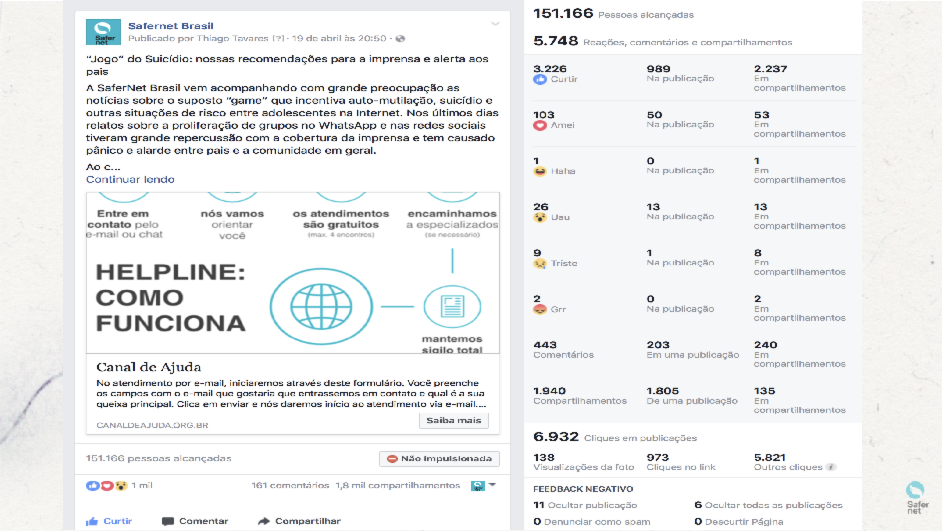 Safernet Brasil
Publicado por Thiago Tavares [?] · 19 de abril às 20:50 ·
"Jogo" do Suicídio: nossas recomendações para a imprensa e alerta aos
pais
A SaferNet Brasil vem acompanhando com grande preocupação as
notícias sobre o suposto "game" que incentiva auto-mutilação, suicídio e
outras situações de risco entre adolescentes na Internet. Nos últimos dias
relatos sobre a proliferação de grupos no WhatsApp e nas redes sociais
tiveram grande repercussão com a cobertura da imprensa e tem causado
pânico e alarde entre pais e a comunidade em geral.
Ao c...
Continuar lendo
Entre em
contato pelo
e-mail ou chat
nós vamos
orientar
você
os atendimentos
são gratuitos
(max. 4 encontros)
encaminhamos
a especializados
(se necessário)
HELPLINE:
COMO
FUNCIONA
mantemos
sigilo total
Canal de Ajuda
No atendimento por e-mail, iniciaremos através deste formulário. Você preenche
os campos com o e-mail que gostaria que entrassemos em contato e qual é a sua
queixa principal. Clica em enviar e nós daremos início ao atendimento via e-mail....
CANALDEAJUDA.ORG.BR
Saiba mais
151.166 pessoas alcançadas
Não impulsionada
1 mil
161 comentários · 1,8 mil compartilhamentos
Curtir
Comentar
Compartilhar
151.166 Pessoas alcançadas
5.748 Reações, comentários e compartilhamentos
3.226
Curtir
989
Na publicação
2.237
Em
compartilhamentos
103
Amei
50
Na publicação
53
Em
compartilhamentos
1
Haha
0
Na publicação
1
Em
compartilhamentos
26
Uau
13
Na publicação
13
Em
compartilhamentos
9
Triste
1
Na publicação
8
Em
compartilhamentos
2
Grr
0
Na publicação
2
Em
compartilhamentos
443
Comentários
203
Em uma publicação
240
Em
compartilhamentos
1.940
Compartilhamentos
1.805
De uma publicação
135
Em
compartilhamentos
6.932 Cliques em publicações
138
Visualizações da foto
973
Cliques no link
5.821
Outros cliques
FEEDBACK NEGATIVO
11 Ocultar publicação
6 Ocultar todas as publicações
0 Denunciar como spam
0 Descurtir Página
Safer
net
Safer
net